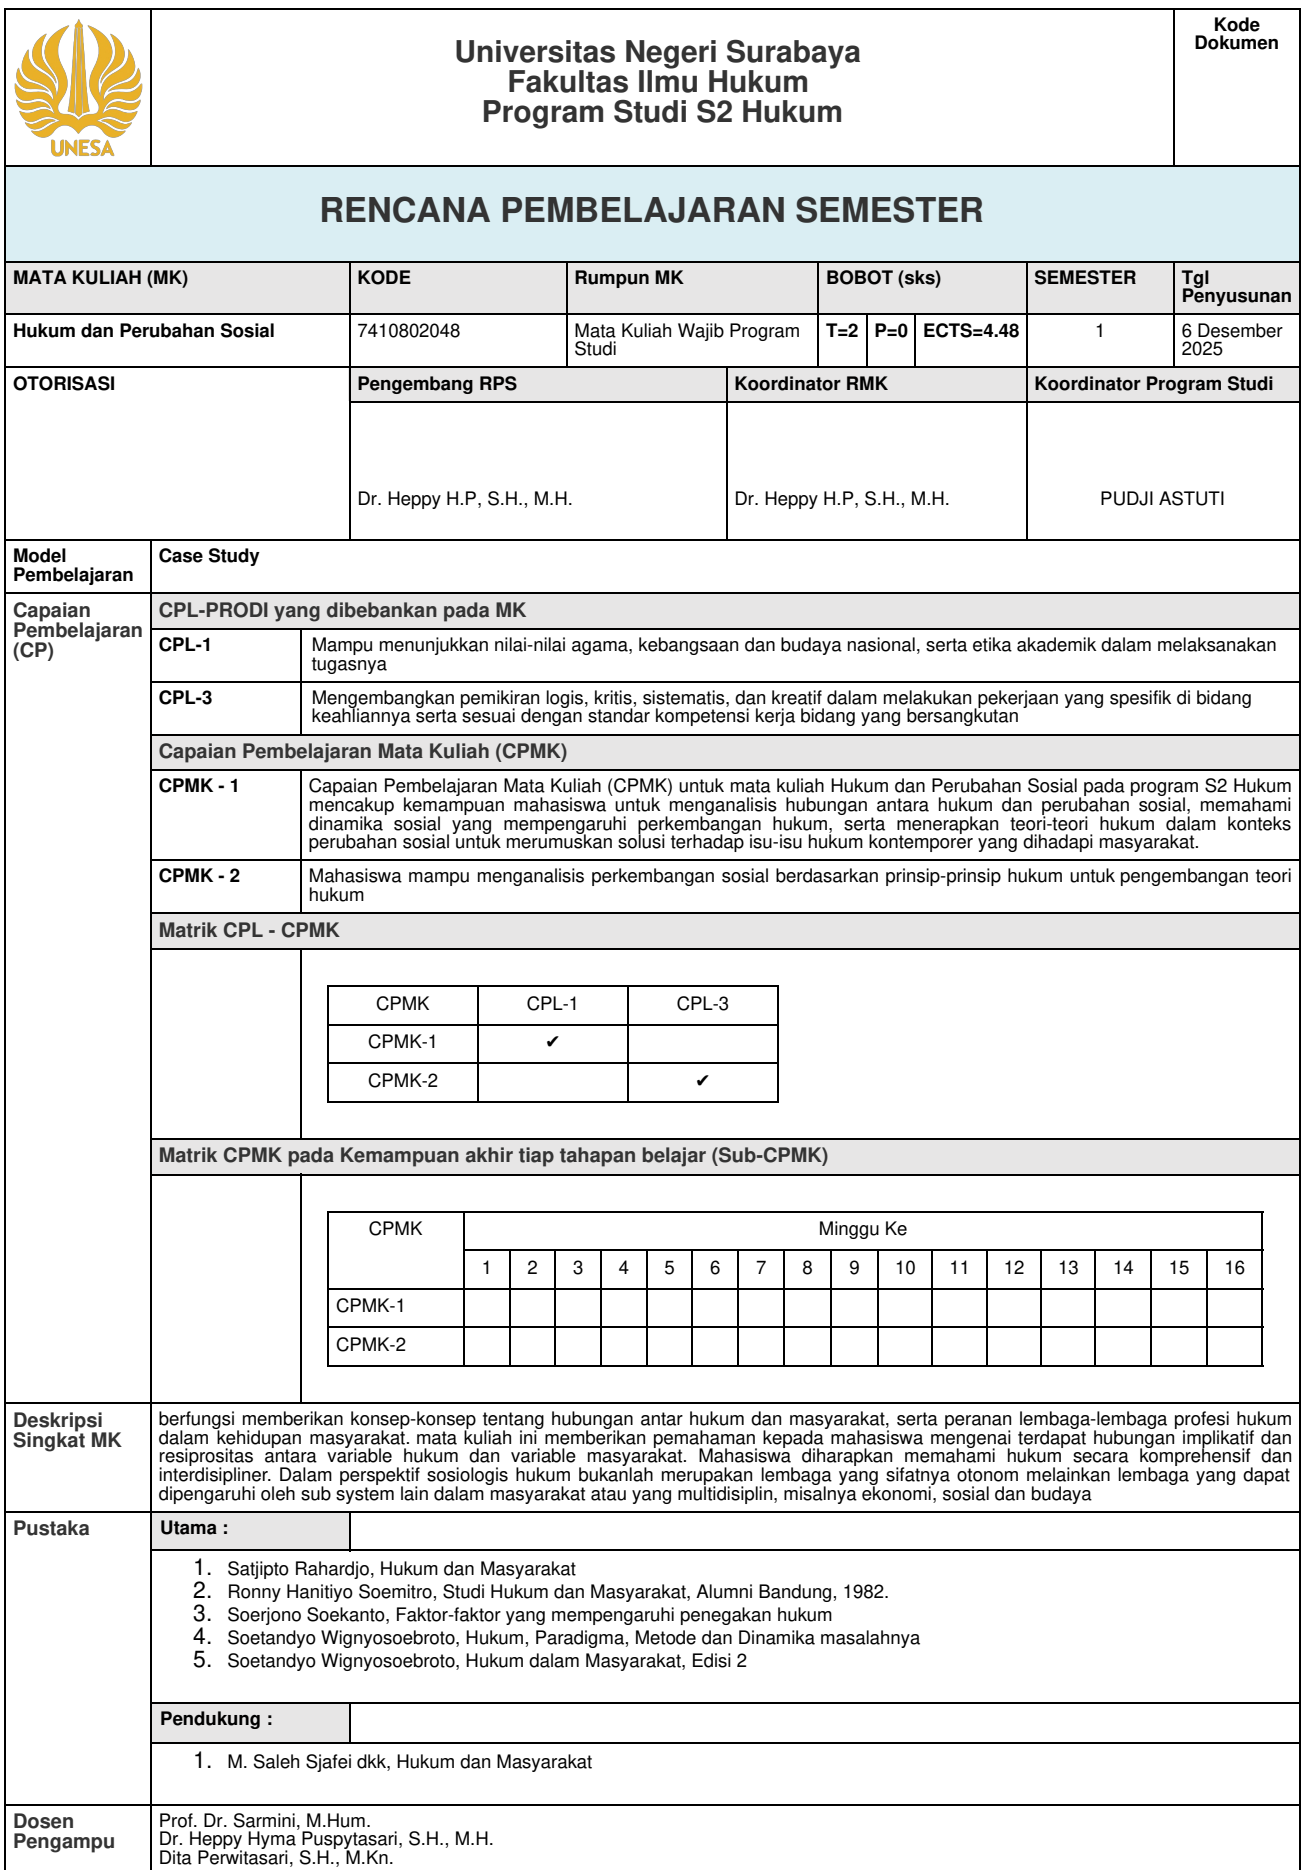 UNESA
Universitas Negeri Surabaya
Fakultas Ilmu Hukum
Program Studi S2 Hukum
Kode
Dokumen
RENCANA PEMBELAJARAN SEMESTER
MATA KULIAH (MK) KODE Rumpun MK BOBOT (sks) SEMESTER Tgl
Penyusunan
Hukum dan Perubahan Sosial 7410802048 Mata Kuliah Wajib Program T=2 P=0 ECTS=4.48 1 6 Desember
Studi 2025
OTORISASI Pengembang RPS Koordinator RMK Koordinator Program Studi
Dr. Heppy H.P, S.H., M.H. Dr. Heppy H.P, S.H., M.H. PUDJI ASTUTI
Model
Pembelajaran
Case Study
Capaian
Pembelajaran
(CP)
CPL-PRODI yang dibebankan pada MK
CPL-1 Mampu menunjukkan nilai-nilai agama, kebangsaan dan budaya nasional, serta etika akademik dalam melaksanakan
tugasnya
CPL-3 Mengembangkan pemikiran logis, kritis, sistematis, dan kreatif dalam melakukan pekerjaan yang spesifik di bidang
keahliannya serta sesuai dengan standar kompetensi kerja bidang yang bersangkutan
Capaian Pembelajaran Mata Kuliah (CPMK)
CPMK - 1 Capaian Pembelajaran Mata Kuliah (CPMK) untuk mata kuliah Hukum dan Perubahan Sosial pada program S2 Hukum
mencakup kemampuan mahasiswa untuk menganalisis hubungan antara hukum dan perubahan sosial, memahami
dinamika sosial yang mempengaruhi perkembangan hukum, serta menerapkan teori-teori hukum dalam konteks
perubahan sosial untuk merumuskan solusi terhadap isu-isu hukum kontemporer yang dihadapi masyarakat.
CPMK - 2 Mahasiswa mampu menganalisis perkembangan sosial berdasarkan prinsip-prinsip hukum untuk pengembangan teori
hukum
Matrik CPL - CPMK
CPMK CPL-1 CPL-3
CPMK-1 ✔
CPMK-2 ✔
Matrik CPMK pada Kemampuan akhir tiap tahapan belajar (Sub-CPMK)
CPMK Minggu Ke
1 2 3 4 5 6 7 8 9 10 11 12 13 14 15 16
CPMK-1
CPMK-2
Deskripsi
Singkat MK
berfungsi memberikan konsep-konsep tentang hubungan antar hukum dan masyarakat, serta peranan lembaga-lembaga profesi hukum
dalam kehidupan masyarakat. mata kuliah ini memberikan pemahaman kepada mahasiswa mengenai terdapat hubungan implikatif dan
resiprositas antara variable hukum dan variable masyarakat. Mahasiswa diharapkan memahami hukum secara komprehensif dan
interdisipliner. Dalam perspektif sosiologis hukum bukanlah merupakan lembaga yang sifatnya otonom melainkan lembaga yang dapat
dipengaruhi oleh sub system lain dalam masyarakat atau yang multidisiplin, misalnya ekonomi, sosial dan budaya
Pustaka Utama :
1. Satjipto Rahardjo, Hukum dan Masyarakat
2. Ronny Hanitiyo Soemitro, Studi Hukum dan Masyarakat, Alumni Bandung, 1982.
3. Soerjono Soekanto, Faktor-faktor yang mempengaruhi penegakan hukum
4. Soetandyo Wignyosoebroto, Hukum, Paradigma, Metode dan Dinamika masalahnya
5. Soetandyo Wignyosoebroto, Hukum dalam Masyarakat, Edisi 2
Pendukung :
1. M. Saleh Sjafei dkk, Hukum dan Masyarakat
Dosen
Pengampu
Prof. Dr. Sarmini, M.Hum.
Dr. Heppy Hyma Puspytasari, S.H., M.H.
Dita Perwitasari, S.H., M.Kn.